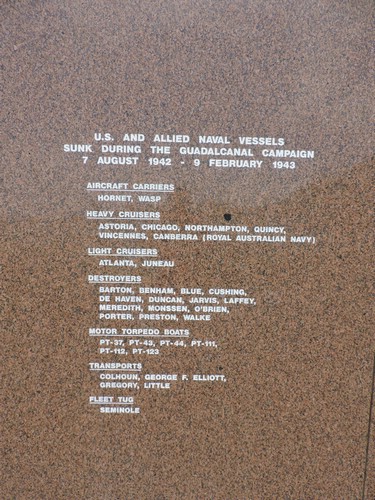 U.S. AND ALLIED NAVAL VESSELS
SUNK DURING THE GUADALCANAL CAMPAIGN
7 AUGUST 1942 - 9 FEBRUARY 1943
AIRCRAFT CARRIERS
HORNET, WASP
HEAVY CRUISERS
ASTORIA, CHICAGO, NORTHAMPTON, QUINCY,
VINCENNES, CANBERRA (ROYAL AUSTRALIAN NAVY)
LIGHT CRUISERS
ATLANTA, JUNEAU
DESTROYERS
BARTON, BENHAM, BLUE, CUSHING,
DE HAVEN, DUNCAN, JARVIS, LAFFEY,
MEREDITH, MONSSEN, O'BRIEN,
PORTER, PRESTON, WALKE
MOTOR TORPEDO BOATS
PT-37, PT-43, PT-44, PT-111,
PT-112, PT-123
TRANSPORTS
COLHOUN, GEORGE F. ELLIOTT,
GREGORY, LITTLE
FLEET TUG
SEMINOLE